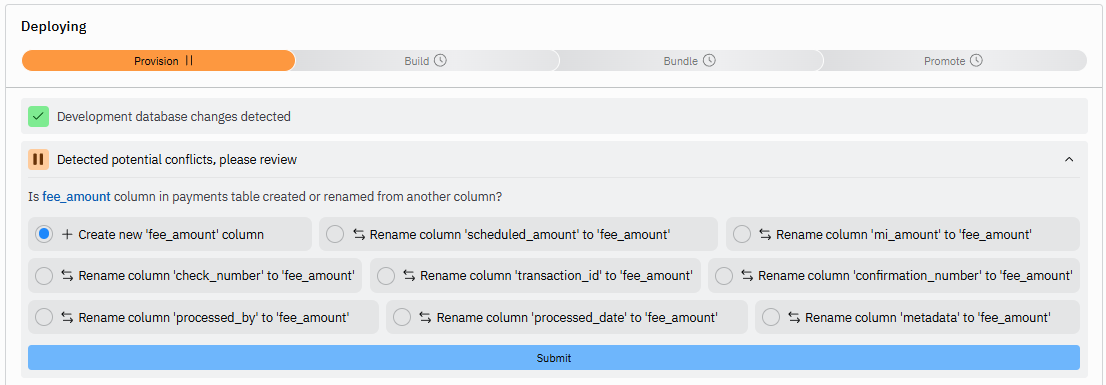 Deploying
Provision
Build
Bundle
Promote
Development database changes detected
Detected potential conflicts, please review
Is fee_amount column in payments table created or renamed from another column?
Create new 'fee_amount' column
Rename column 'scheduled_amount' to 'fee_amount'
Rename column 'mi_amount' to 'fee_amount'
Rename column 'check_number' to 'fee_amount'
Rename column 'transaction_id' to 'fee_amount'
Rename column 'confirmation_number' to 'fee_amount'
Rename column 'processed_by' to 'fee_amount'
Rename column 'processed_date' to 'fee_amount'
Rename column 'metadata' to 'fee_amount'
Submit